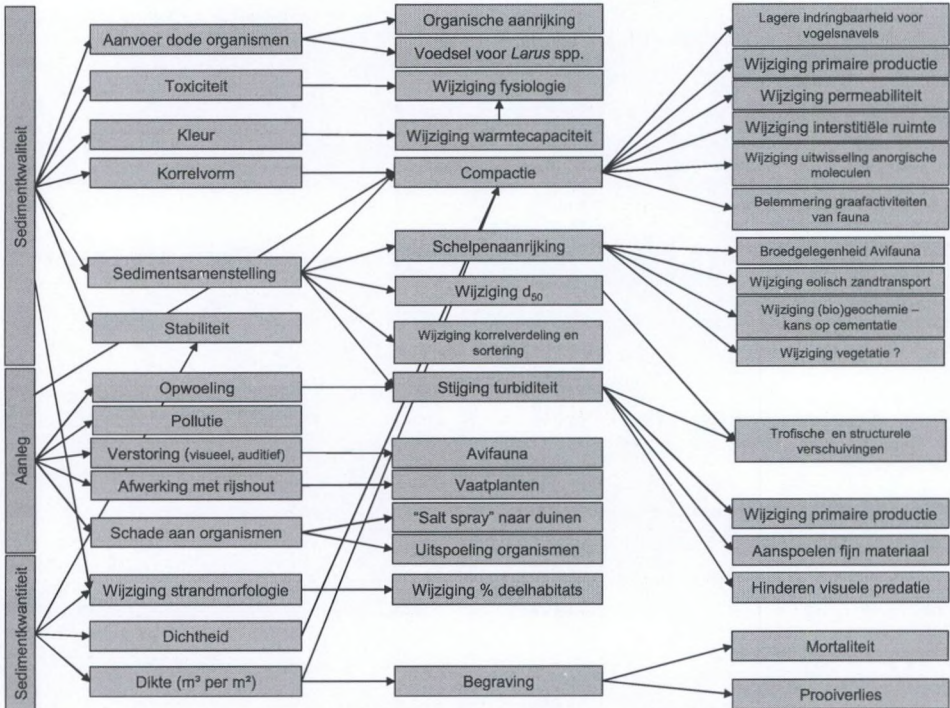 Sedimentkwaliteit
Aanleg
Sedimentkwantiteit
Aanvoer dode organismen
Toxiciteit
Kleur
Korrelvorm
Sedimentsamenstelling
Stabiliteit
Opwoeling
Pollutie
Verstoring (visueel, auditief)
Afwerking met rijshout
Schade aan organismen
Wijziging strandmorfologie
Dichtheid
Dikte (m³ per m²)
Organische aanrijking
Voedsel voor Larus spp.
Wijziging fysiologie
Wijziging warmtecapaciteit
Compactie
Schelpenaanrijking
Wijziging d50
Wijziging korrelverdeling en
sortering
Stijging turbiditeit
Avifauna
Vaatplanten
“Salt spray” naar duinen
Uitspoeling organismen
Wijziging % deelhabitats
Begraving
Lagere indringbaarheid voor
vogelsnavels
Wijziging primaire productie
Wijziging permeabiliteit
Wijziging interstitiële ruimte
Wijziging uitwisseling anorgische
moleculen
Belemmering graafactiviteiten
van fauna
Broedgelegenheid Avifauna
Wijziging eolisch zandtransport
Wijziging (bio)geochemie –
kans op cementatie
Wijziging vegetatie ?
Trofische en structurele
verschuivingen
Wijziging primaire productie
Aanspoelen fijn materiaal
Hinderen visuele predatie
Mortaliteit
Prooiverlies